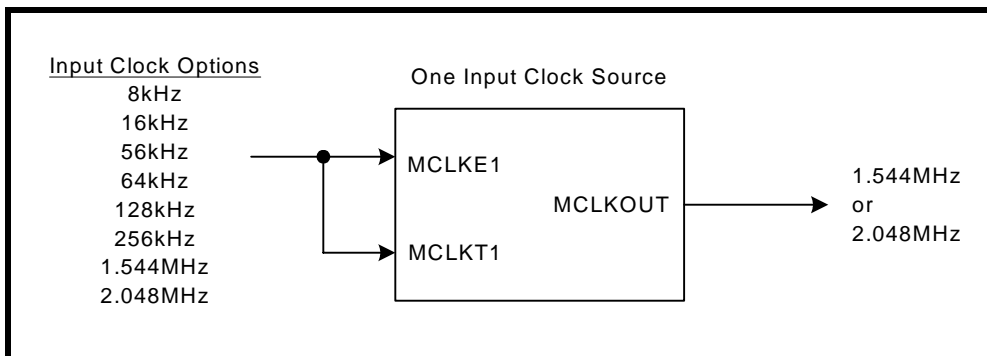 Input Clock Options
8kHz
16kHz
56kHz
64kHz
128kHz
256kHz
1.544MHz
2.048MHz
One Input Clock Source
MCLKE1
MCLKT1
MCLKOUT
1.544MHz
or
2.048MHz